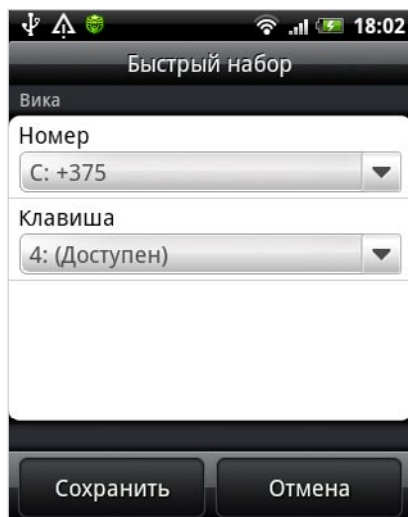 18:02
Быстрый набор
Вика
Номер
С: +375
Клавиша
4: (Доступен)
Сохранить
Отмена